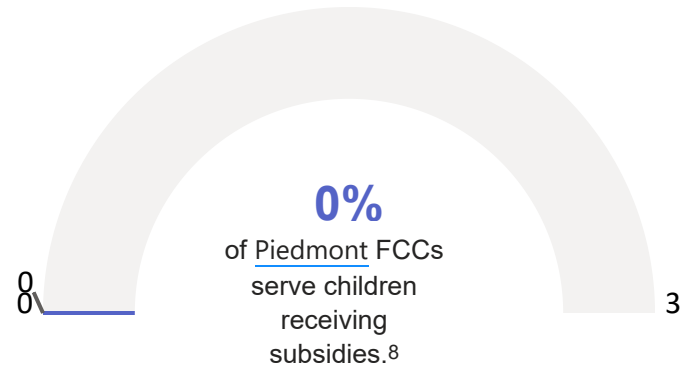 0%
of Piedmont FCCs
serve children
receiving
subsidies.8
0
0
3